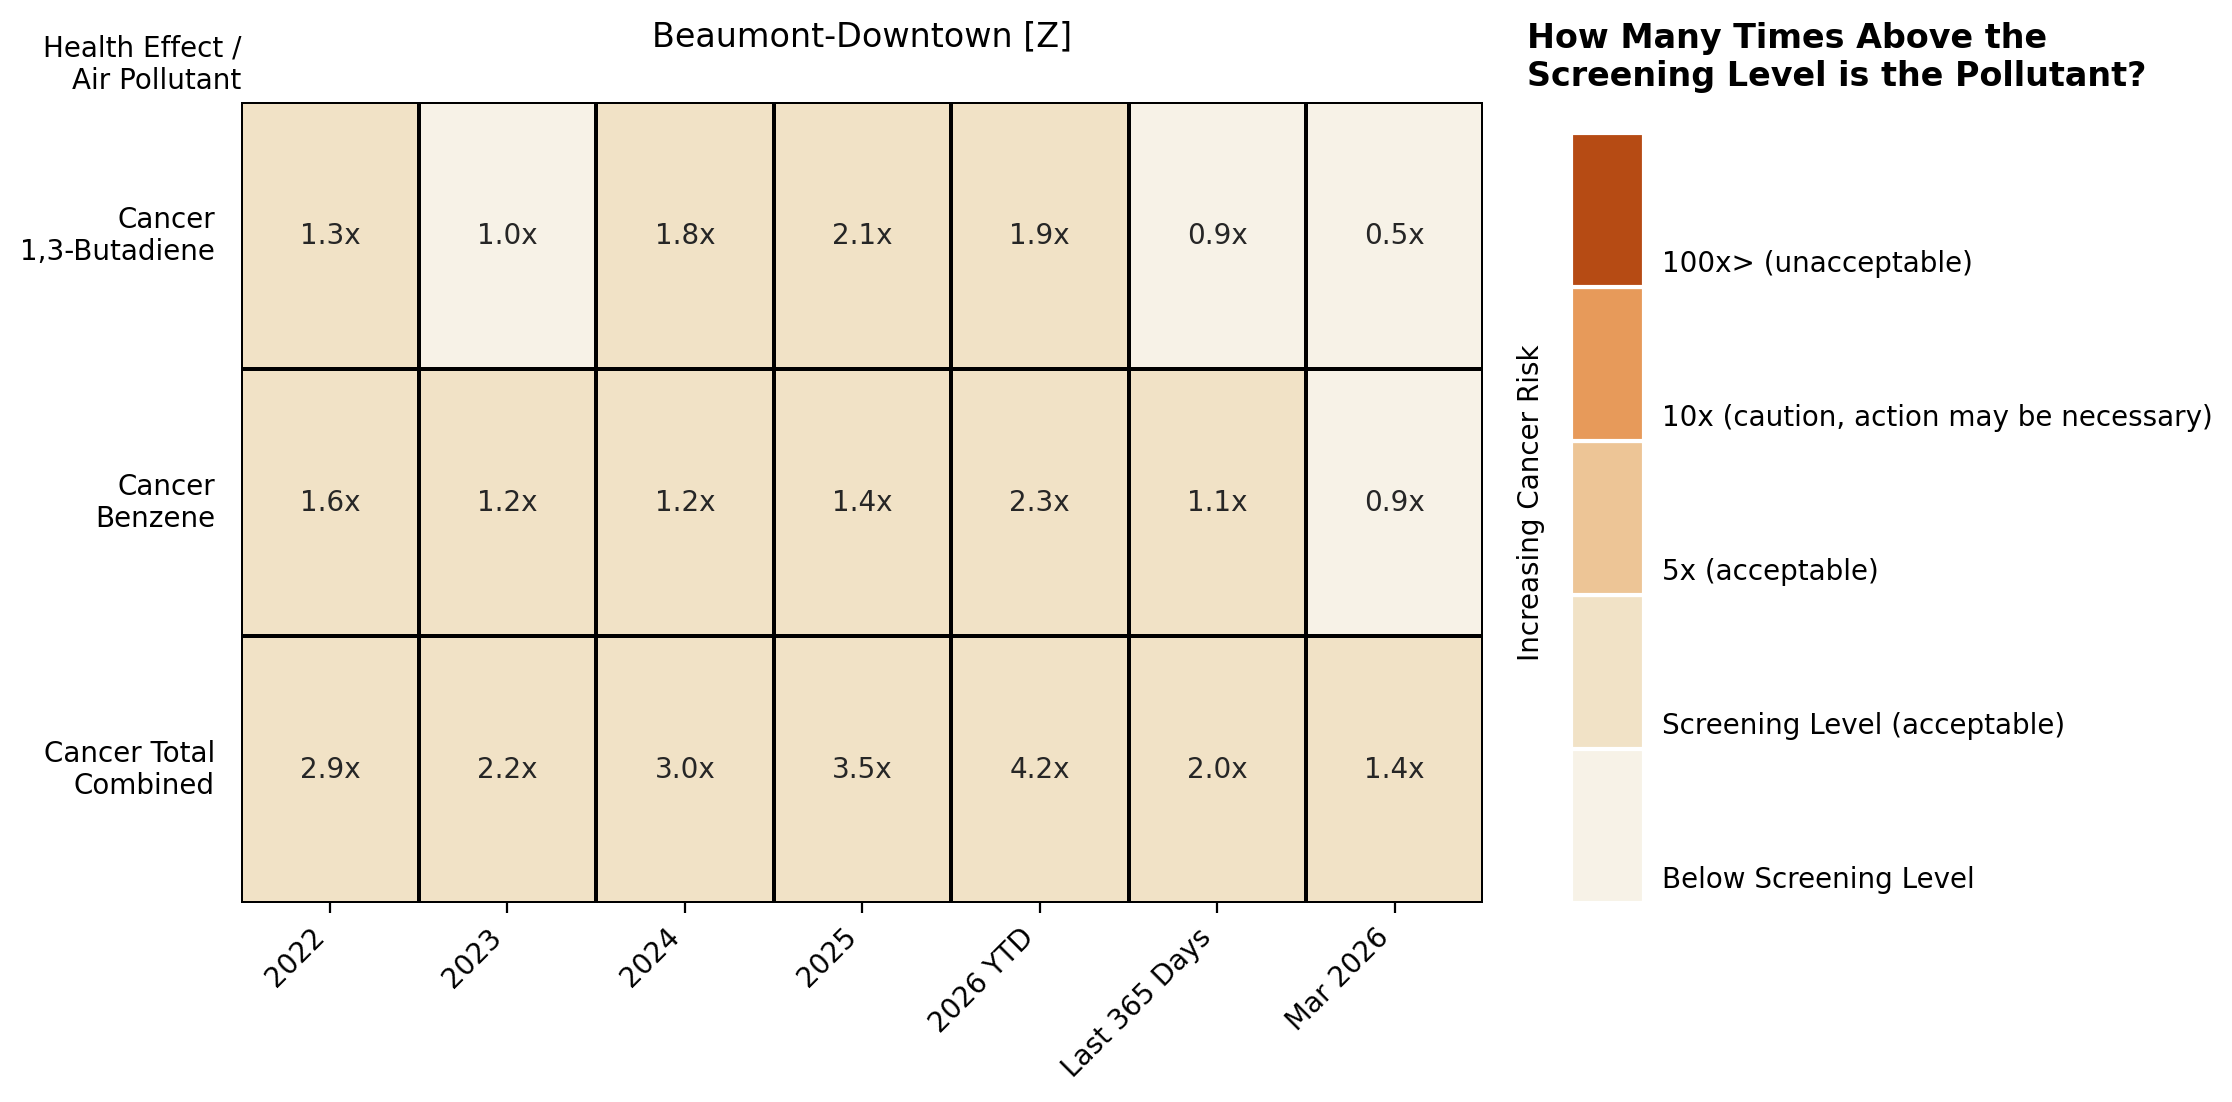 Health Effect /
Air Pollutant
Beaumont-Downtown [Z]
How Many Times Above the
Screening Level is the Pollutant?
Cancer
1,3-Butadiene
1.3x
1.0x
1.8x
2.1x
1.9x
0.9x
0.5x
Cancer
Benzene
1.6x
1.2x
1.2x
1.4x
2.3x
1.1x
0.9x
Cancer Total
Combined
2.9x
2.2x
3.0x
3.5x
4.2x
2.0x
1.4x
2022
2023
2024
2025
2026 YTD
Last 365 Days
Mar 2026
Increasing Cancer Risk
100x> (unacceptable)
10x (caution, action may be necessary)
5x (acceptable)
Screening Level (acceptable)
Below Screening Level